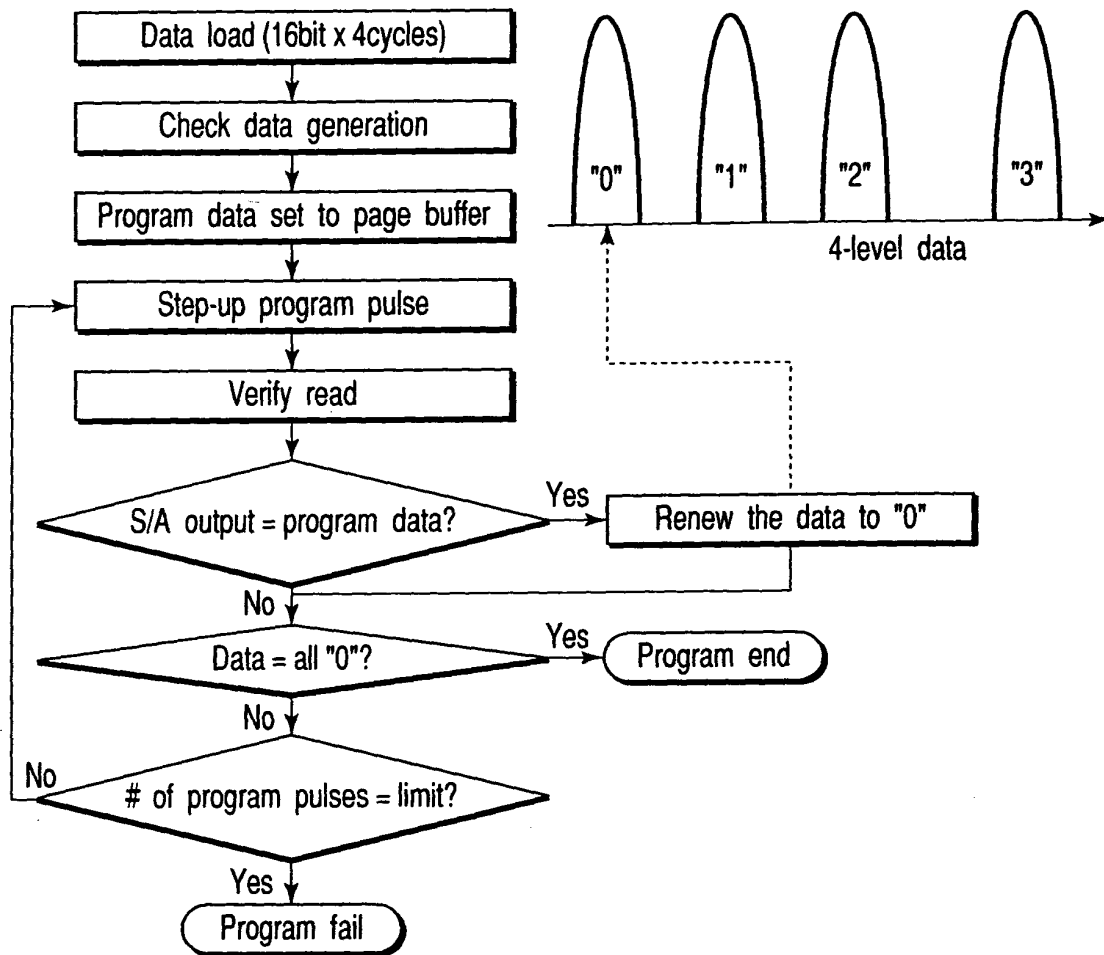 Data load (16bit x 4cycles)
Check data generation
Program data set to page buffer
Step-up program pulse
Verify read
S/A output = program data?
Yes
Renew the data to "0"
No
Data = all "0"?
Yes
Program end
No
# of program pulses = limit?
No
Yes
Program fail
"0"
"1"
"2"
"3"
4-level data